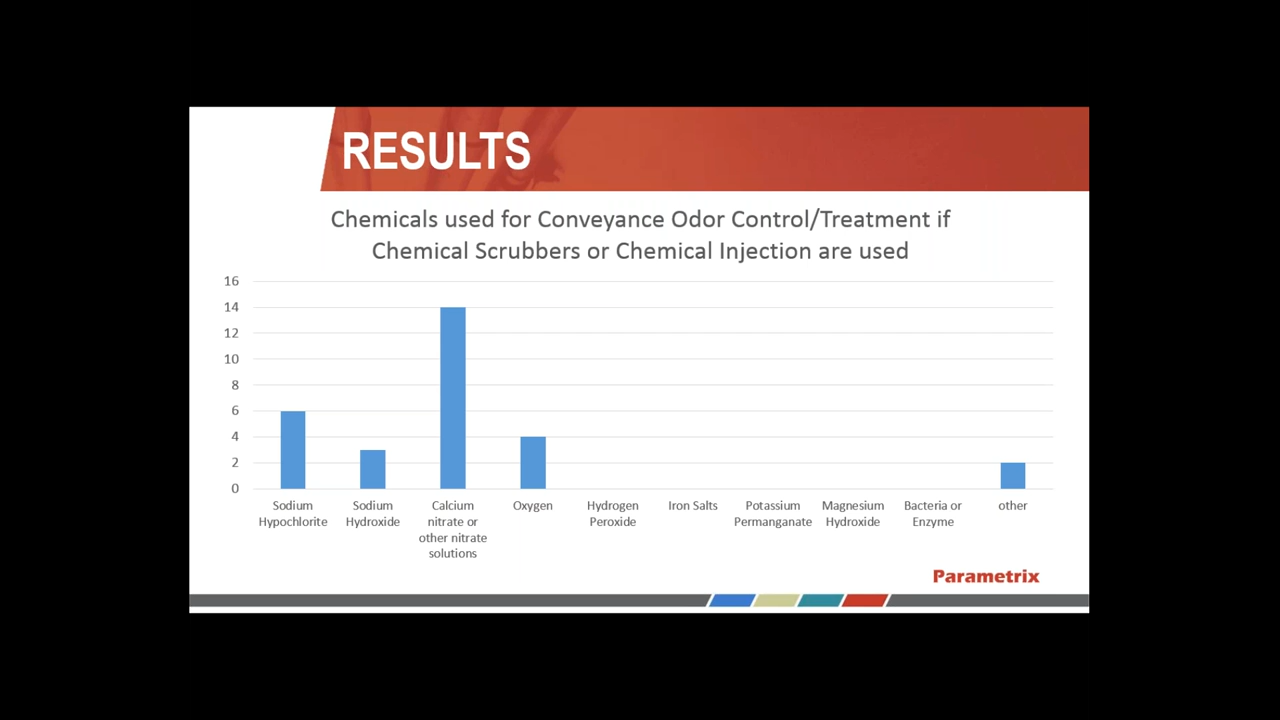 RESULTS
Chemicals used for Conveyance Odor Control/Treatment if
Chemical Scrubbers or Chemical Injection are used
16
14
12
10
8
6
4
2
0
Sodium
Hypochlorite
Sodium
Hydroxide
Calcium
nitrate or
other nitrate
solutions
Oxygen
Hydrogen
Peroxide
Iron Salts
Potassium
Permanganate
Magnesium
Hydroxide
Bacteria or
Enzyme
other
Parametrix